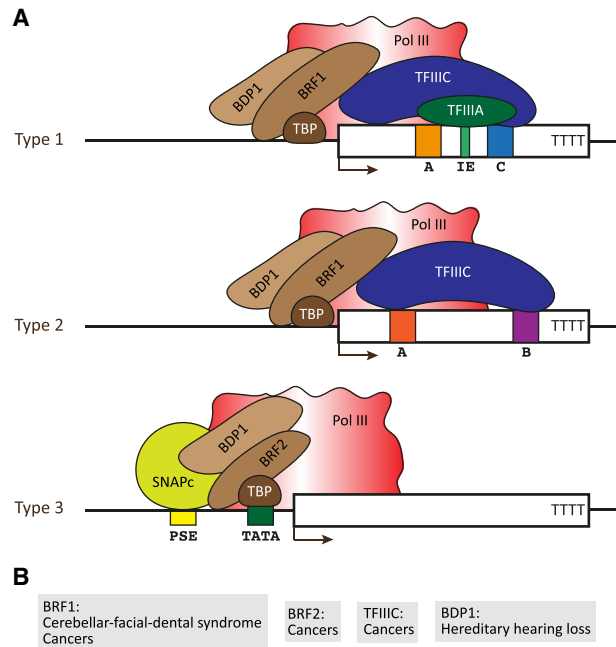 A
Pol III
BDP1
BRF1
TFIIIC
TFIIIA
TBP
Type 1
TTTT
A IE C
Pol III
BDP1
BRF1
TFIIIC
TBP
Type 2
TTTT
A B
Pol III
BDP1
BRF2
SNAPc
TBP
Type 3
TTTT
PSE TATA
B
BRF1:
Cerebellar-facial-dental syndrome
Cancers
BRF2:
Cancers
TFIIIC:
Cancers
BDP1:
Hereditary hearing loss